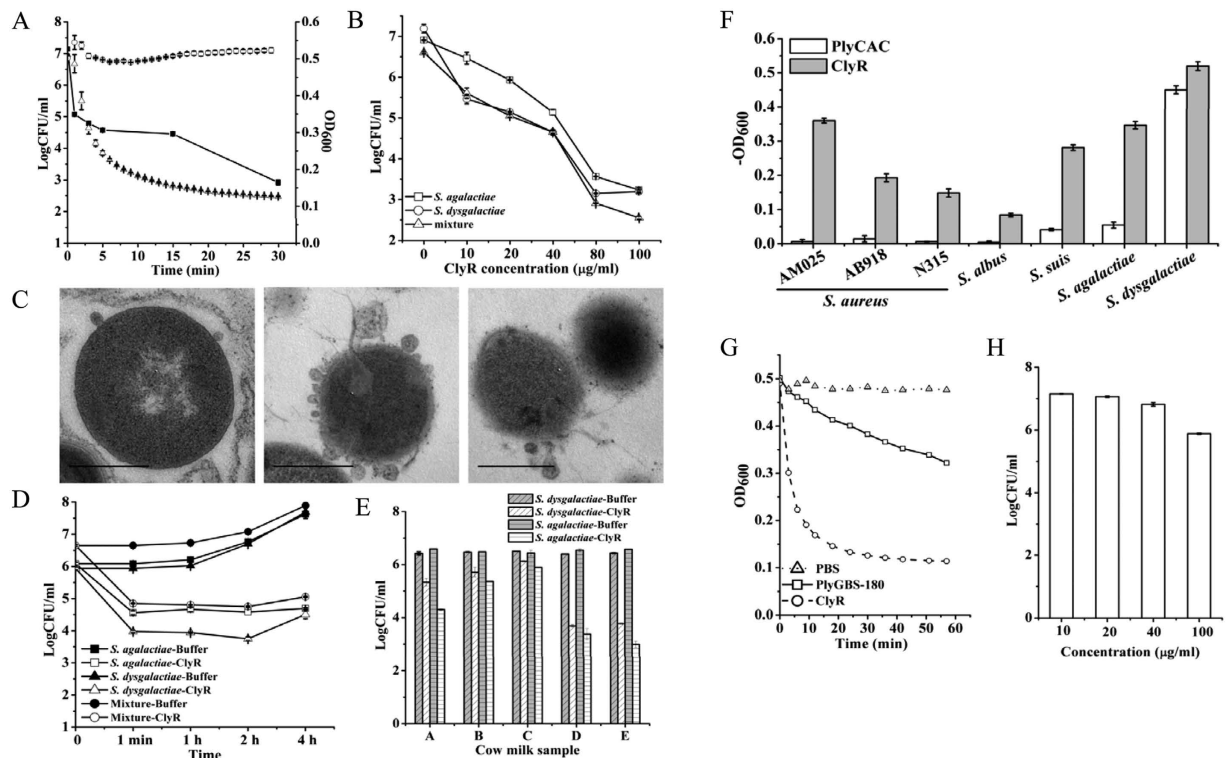 A
8
7
6
5
4
3
2
1
LogCFU/ml
0.6
0.5
0.4
0.3
0.2
0.1
0.0
OD600
0 5 10 15 20 25 30
Time (min)
B
7
6
5
4
3
2
LogCFU/ml
S. agalactiae
S. dysgalactiae
mixture
0 10 20 40 80 100
ClyR concentration (μg/ml)
C
D
8
7
6
5
4
3
2
1
LogCFU/ml
S. agalactiae-Buffer
S. agalactiae-ClyR
S. dysgalactiae-Buffer
S. dysgalactiae-ClyR
Mixture-Buffer
Mixture-ClyR
0 1 min 1 h 2 h 4 h
Time
E
S. dysgalactiae-Buffer
S. dysgalactiae-ClyR
S. agalactiae-Buffer
S. agalactiae-ClyR
8
6
4
2
0
LogCFU/ml
A B C D E
Cow milk sample
F
PlyCAC
ClyR
0.6
0.5
0.4
0.3
0.2
0.1
0.0
-OD600
AM025 AB918 N315 S. albus S. suis S. agalactiae S. dysgalactiae
S. aureus
G
0.5
0.4
0.3
0.2
0.1
0.0
OD600
PBS
PlyGBS-180
ClyR
0 10 20 30 40 50 60
Time (min)
H
8
7
6
5
4
3
2
1
0
LogCFU/ml
10 20 40 100
Concentration (μg/ml)